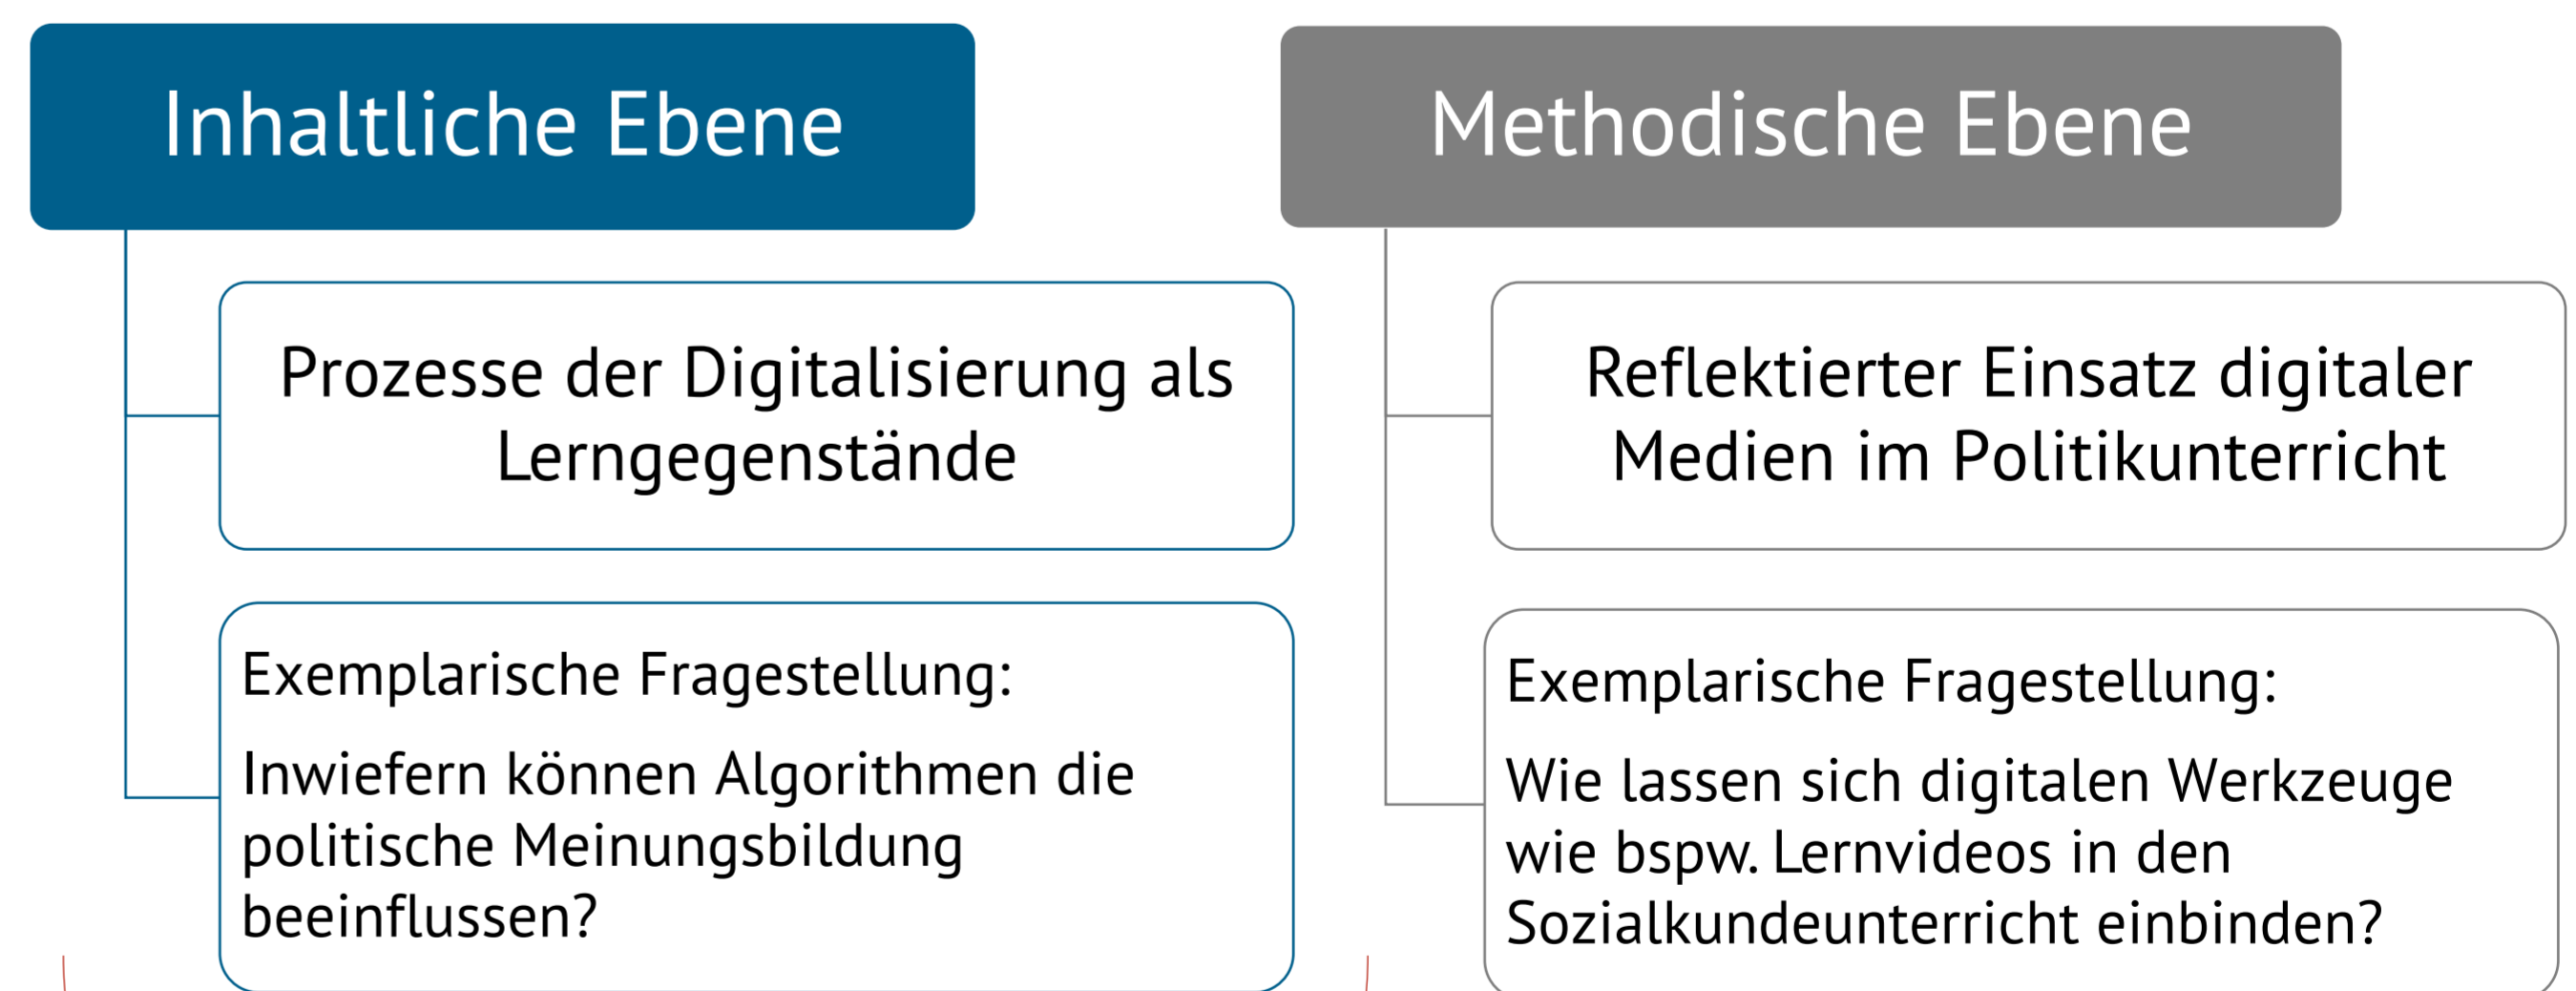 Inhaltliche Ebene
Prozesse der Digitalisierung als
Lerngegenstände
Exemplarische Fragestellung:
Inwiefern können Algorithmen die
politische Meinungsbildung
beeinflussen?
Methodische Ebene
Reflektierter Einsatz digitaler
Medien im Politikunterricht
Exemplarische Fragestellung:
Wie lassen sich digitalen Werkzeuge
wie bspw. Lernvideos in den
Sozialkundeunterricht einbinden?